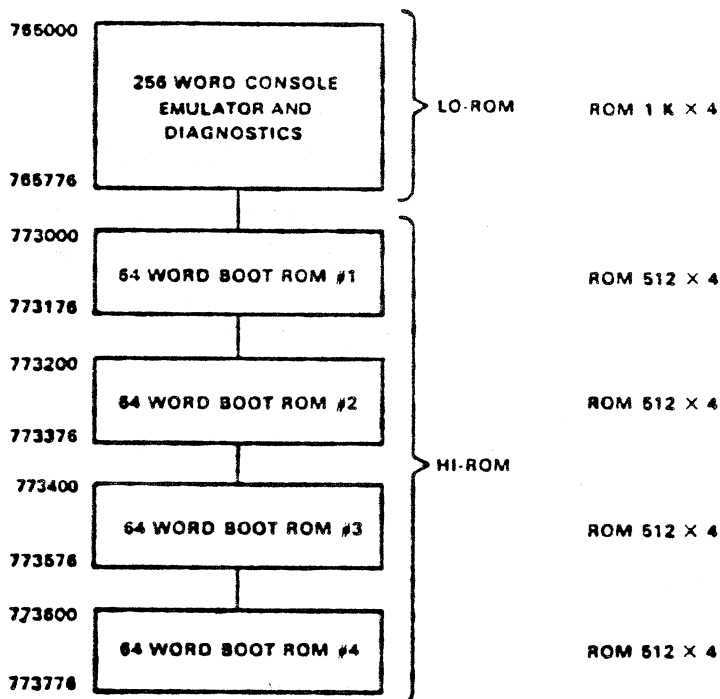 765000
256 WORD CONSOLE
EMULATOR AND
DIAGNOSTICS
LO-ROM
ROM 1 K × 4
765776
773000
64 WORD BOOT ROM #1
ROM 512 × 4
773176
773200
64 WORD BOOT ROM #2
ROM 512 × 4
773376
HI-ROM
773400
64 WORD BOOT ROM #3
ROM 512 × 4
773576
773600
64 WORD BOOT ROM #4
ROM 512 × 4
773776